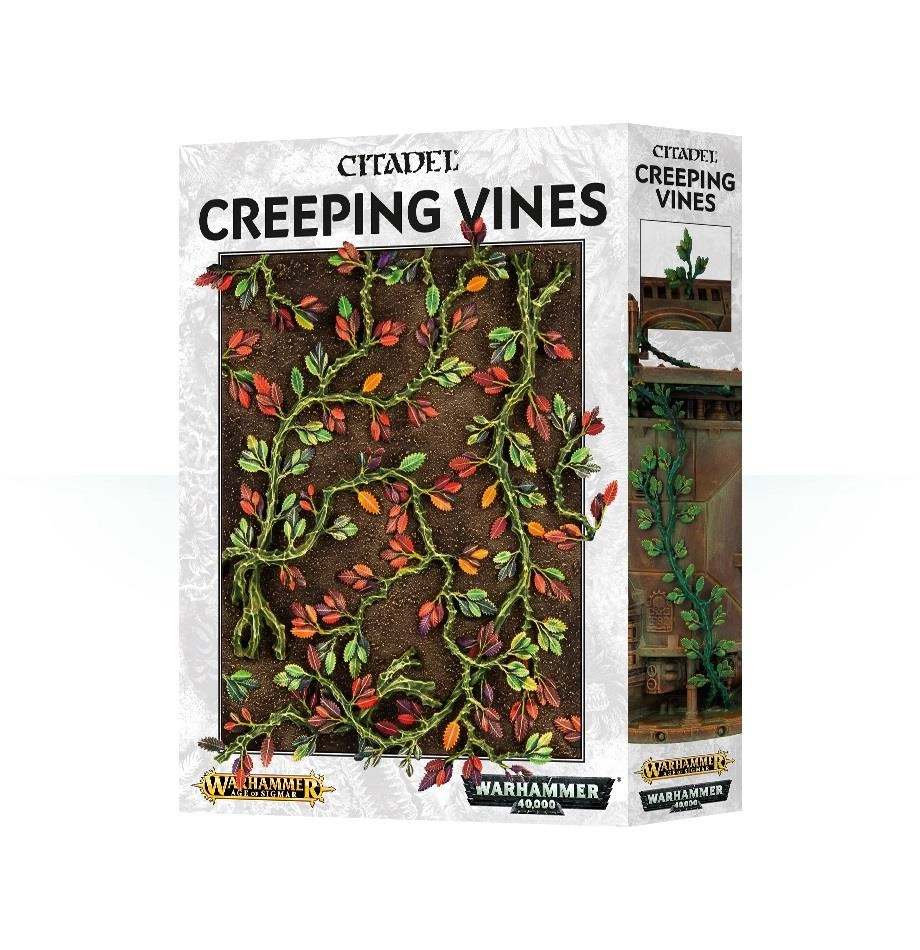 CITADEL
CREEPING VINES
WARHAMMER
AGE OF SIGMAR
WARHAMMER
40,000
CITADEL
CREEPING
VINES
WARHAMMER
AGE OF SIGMAR
WARHAMMER
40,000